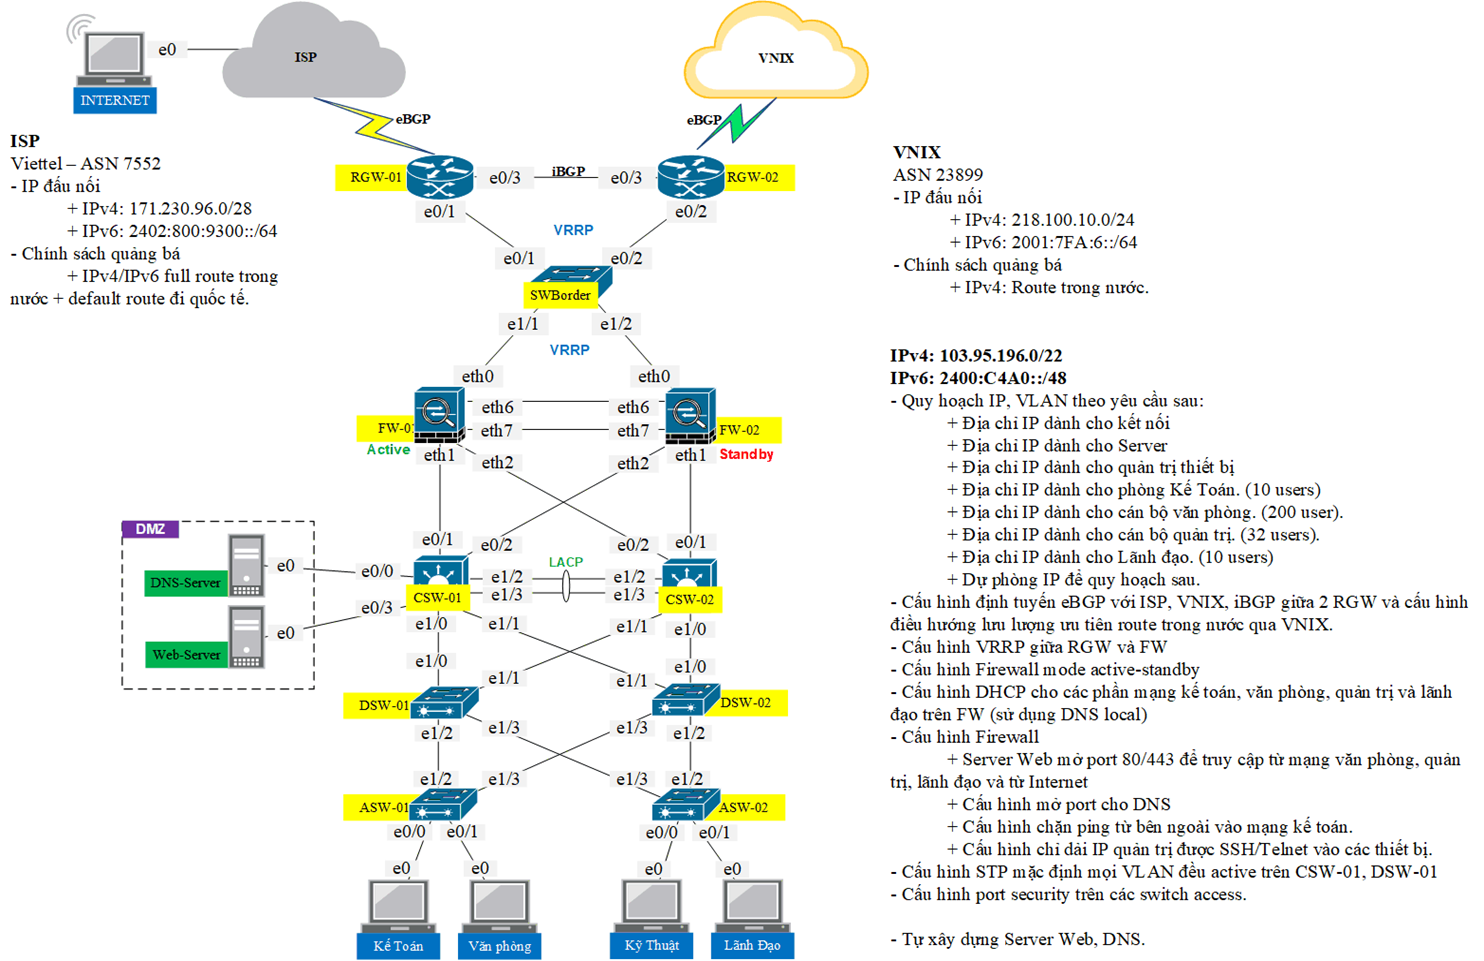 e0
ISP
VNIX
INTERNET
eBGP
eBGP
ISP
Viettel – ASN 7552
- IP đấu nối
+ IPv4: 171.230.96.0/28
+ IPv6: 2402:800:9300::/64
- Chính sách quảng bá
+ IPv4/IPv6 full route trong
nước + default route đi quốc tế.
RGW-01
e0/3
iBGP
e0/3
RGW-02
e0/1
e0/2
VRRP
e0/1
e0/2
SWBorder
e1/1
e1/2
VRRP
VNIX
ASN 23899
- IP đấu nối
+ IPv4: 218.100.10.0/24
+ IPv6: 2001:7FA:6::/64
- Chính sách quảng bá
+ IPv4: Route trong nước.
eth0
eth0
eth6
eth6
FW-01
eth7
eth7
FW-02
Active
eth1
eth2
eth2
eth1
Standby
DMZ
e0/1
e0/2
e0/2
e0/1
DNS-Server
e0
e0/0
LACP
e1/2
e1/2
CSW-01
e1/3
e1/3
CSW-02
e0/3
Web-Server
e0
e1/0
e1/1
e1/1
e1/0
e1/0
e1/1
e1/1
e1/0
DSW-01
DSW-02
e1/2
e1/3
e1/3
e1/2
e1/2
e1/3
e1/3
e1/2
ASW-01
ASW-02
e0/0
e0/1
e0/0
e0/1
e0
e0
e0
e0
Kế Toán
Văn phòng
Kỹ Thuật
Lãnh Đạo
IPv4: 103.95.196.0/22
IPv6: 2400:C4A0::/48
- Quy hoạch IP, VLAN theo yêu cầu sau:
+ Địa chỉ IP dành cho kết nối
+ Địa chỉ IP dành cho Server
+ Địa chỉ IP dành cho quản trị thiết bị
+ Địa chỉ IP dành cho phòng Kế Toán. (10 users)
+ Địa chỉ IP dành cho cán bộ văn phòng. (200 user).
+ Địa chỉ IP dành cho cán bộ quản trị. (32 users).
+ Địa chỉ IP dành cho Lãnh đạo. (10 users)
+ Dự phòng IP để quy hoạch sau.
- Cấu hình định tuyến eBGP với ISP, VNIX, iBGP giữa 2 RGW và cấu hình
điều hướng lưu lượng ưu tiên route trong nước qua VNIX.
- Cấu hình VRRP giữa RGW và FW
- Cấu hình Firewall mode active-standby
- Cấu hình DHCP cho các phần mạng kế toán, văn phòng, quản trị và lãnh
đạo trên FW (sử dụng DNS local)
- Cấu hình Firewall
+ Server Web mở port 80/443 để truy cập từ mạng văn phòng, quản
trị, lãnh đạo và từ Internet
+ Cấu hình mở port cho DNS
+ Cấu hình chặn ping từ bên ngoài vào mạng kế toán.
+ Cấu hình chỉ dải IP quản trị được SSH/Telnet vào các thiết bị.
- Cấu hình STP mặc định mọi VLAN đều active trên CSW-01, DSW-01
- Cấu hình port security trên các switch access.
- Tự xây dựng Server Web, DNS.